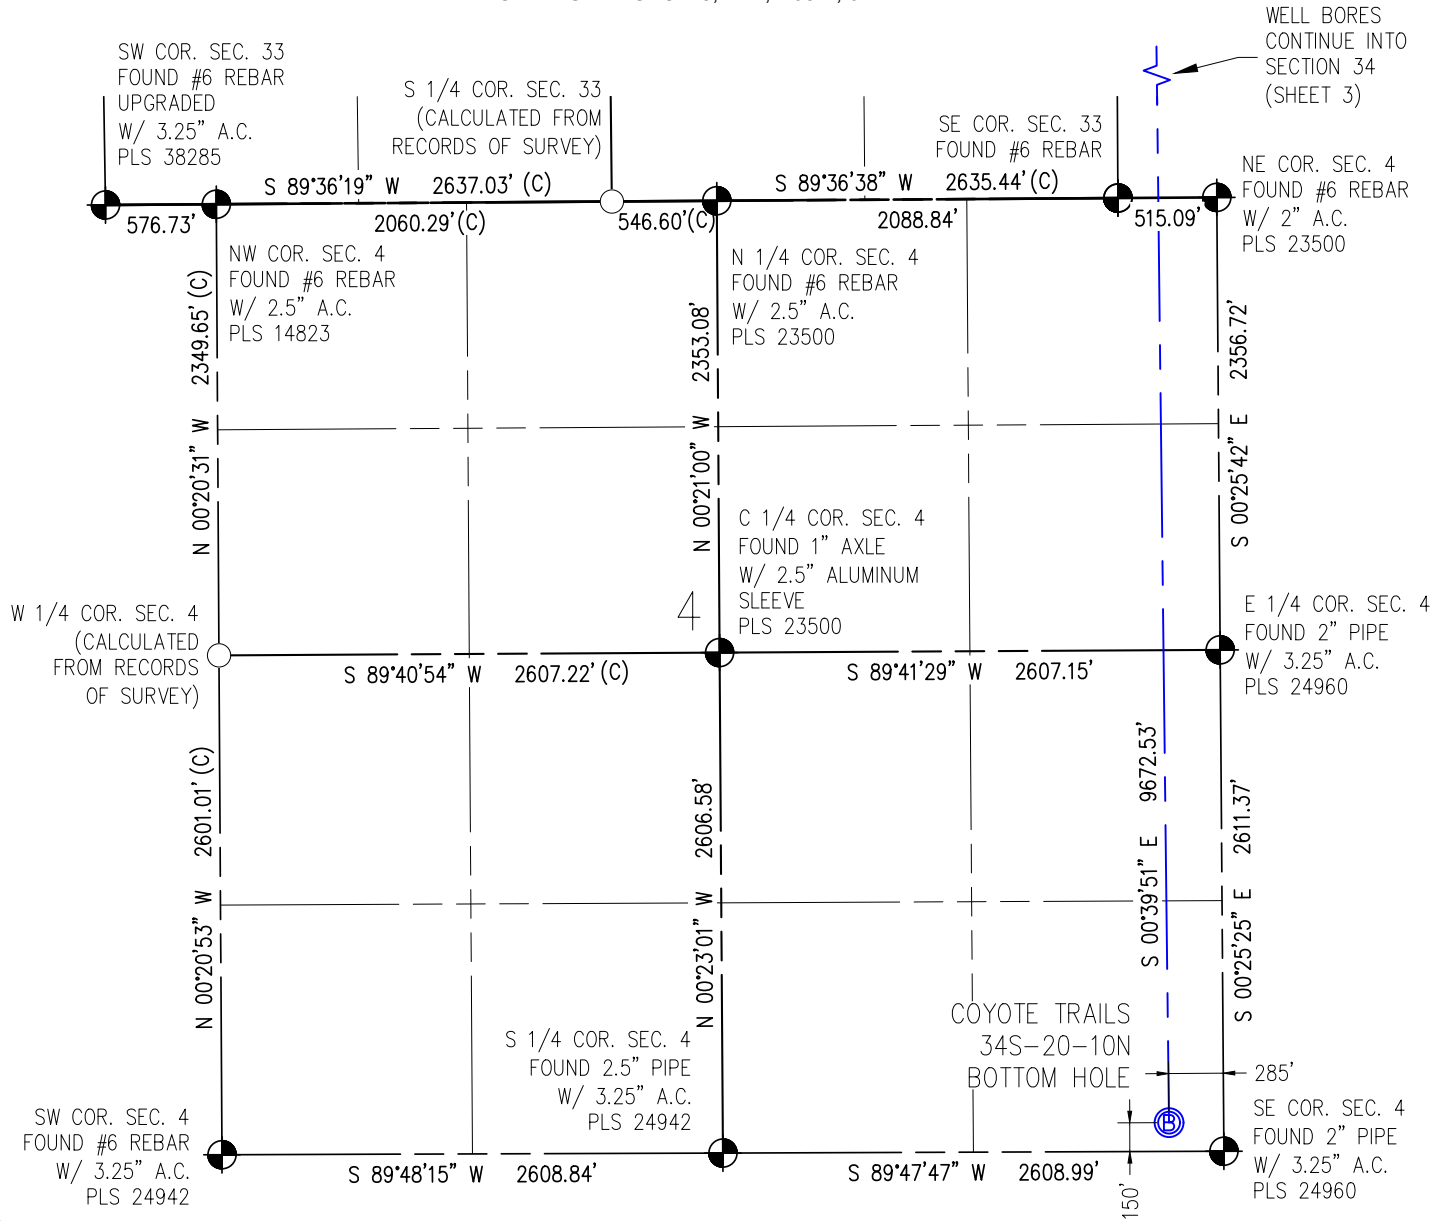 WELL BORES
CONTINUE INTO
SECTION 34
(SHEET 3)
SW COR. SEC. 33
FOUND #6 REBAR
UPGRADED
W/ 3.25" A.C.
PLS 38285
S 1/4 COR. SEC. 33
(CALCULATED FROM
RECORDS OF SURVEY)
SE COR. SEC. 33
FOUND #6 REBAR
NE COR. SEC. 4
FOUND #6 REBAR
W/ 2" A.C.
PLS 23500
S 89°36'19" W 2637.03' (C)
S 89°36'38" W 2635.44' (C)
576.73'
2060.29' (C)
546.60' (C)
2088.84'
515.09'
NW COR. SEC. 4
FOUND #6 REBAR
W/ 2.5" A.C.
PLS 14823
N 1/4 COR. SEC. 4
FOUND #6 REBAR
W/ 2.5" A.C.
PLS 23500
N 00°20'31" W 2349.65' (C)
N 00°21'00" W 2353.08'
S 00°25'42" E 2356.72'
C 1/4 COR. SEC. 4
FOUND 1" AXLE
W/ 2.5" ALUMINUM
SLEEVE
PLS 23500
4
W 1/4 COR. SEC. 4
(CALCULATED
FROM RECORDS
OF SURVEY)
E 1/4 COR. SEC. 4
FOUND 2" PIPE
W/ 3.25" A.C.
PLS 24960
S 89°40'54" W 2607.22' (C)
S 89°41'29" W 2607.15'
N 00°20'53" W 2601.01' (C)
N 00°23'01" W 2606.58'
S 00°39'51" E 9672.53'
S 00°25'25" E 2611.37'
COYOTE TRAILS
34S-20-10N
BOTTOM HOLE
285'
B
150'
S 1/4 COR. SEC. 4
FOUND 2.5" PIPE
W/ 3.25" A.C.
PLS 24942
SW COR. SEC. 4
FOUND #6 REBAR
W/ 3.25" A.C.
PLS 24942
SE COR. SEC. 4
FOUND 2" PIPE
W/ 3.25" A.C.
PLS 24960
S 89°48'15" W 2608.84'
S 89°47'47" W 2608.99'